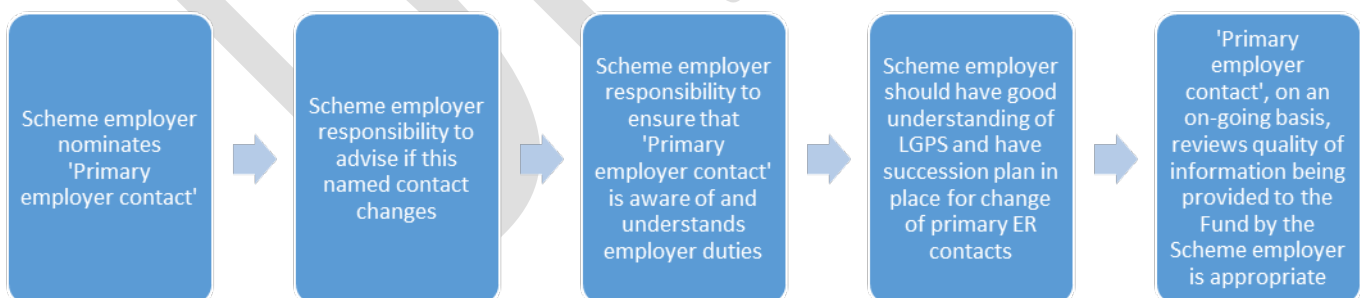 Scheme employer
nominates
'Primary
employer contact'
Scheme employer
responsibility to
advise if this
named contact
changes
Scheme employer
responsibility to
ensure that
'Primary
employer contact'
is aware of and
understands
employer duties
Scheme employer
should have good
understanding of
LGPS and have
succession plan in
place for change
of primary ER
contacts
'Primary
employer
contact', on an
on-going basis,
reviews quality of
information being
provided to the
Fund by the
Scheme employer
is appropriate